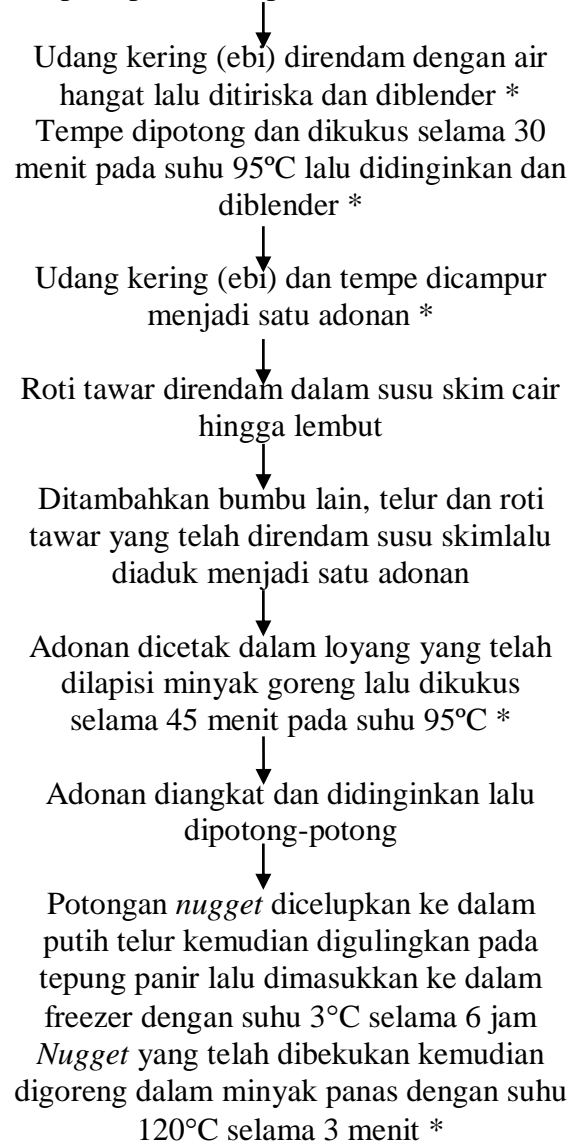 Udang kering (ebi) direndam dengan air
hangat lalu ditiriska dan diblender *
Tempe dipotong dan dikukus selama 30
menit pada suhu 95°C lalu didinginkan dan
diblender *
Udang kering (ebi) dan tempe dicampur
menjadi satu adonan *
Roti tawar direndam dalam susu skim cair
hingga lembut
Ditambahkan bumbu lain, telur dan roti
tawar yang telah direndam susu skimlalu
diaduk menjadi satu adonan
Adonan dicetak dalam loyang yang telah
dilapisi minyak goreng lalu dikukus
selama 45 menit pada suhu 95°C *
Adonan diangkat dan didinginkan lalu
dipotong-potong
Potongan nugget dicelupkan ke dalam
putih telur kemudian digulingkan pada
tepung panir lalu dimasukkan ke dalam
freezer dengan suhu 3°C selama 6 jam
Nugget yang telah dibekukan kemudian
digoreng dalam minyak panas dengan suhu
120°C selama 3 menit *